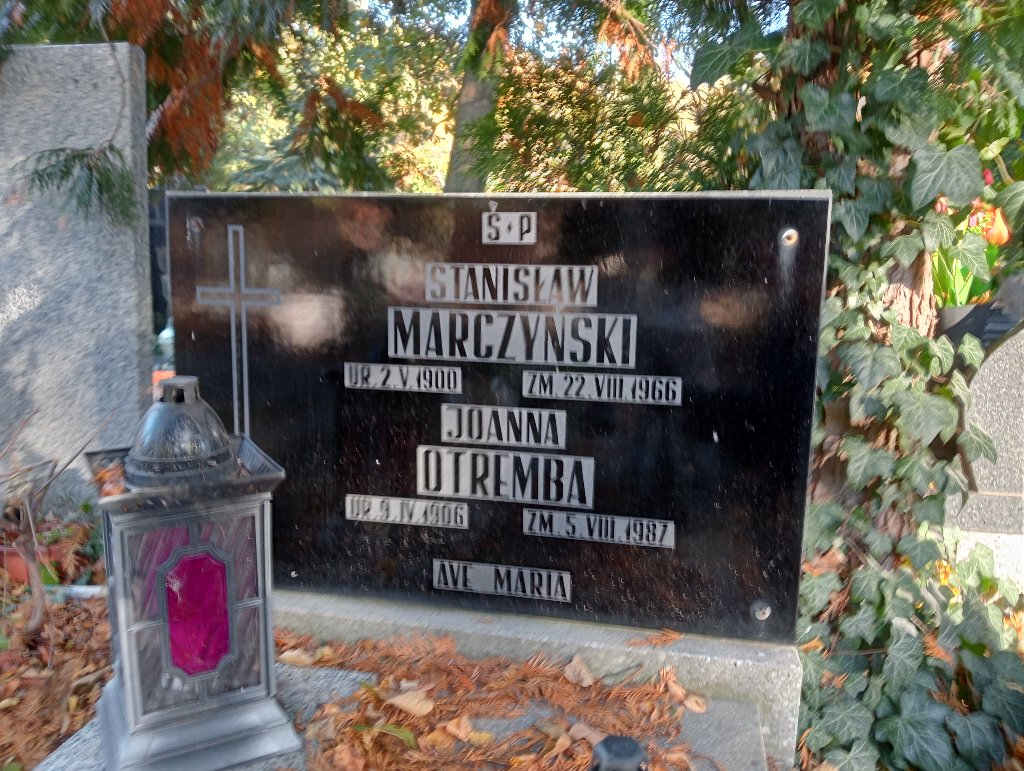 Ś P
STANISŁAW
MARCZYNSKI
UR. 2. V. 1900 ZM. 22. VIII. 1966
JOANNA
OTREMBA
UR. 9. IV. 1906 ZM. 5. VIII. 1987
AVE MARIA